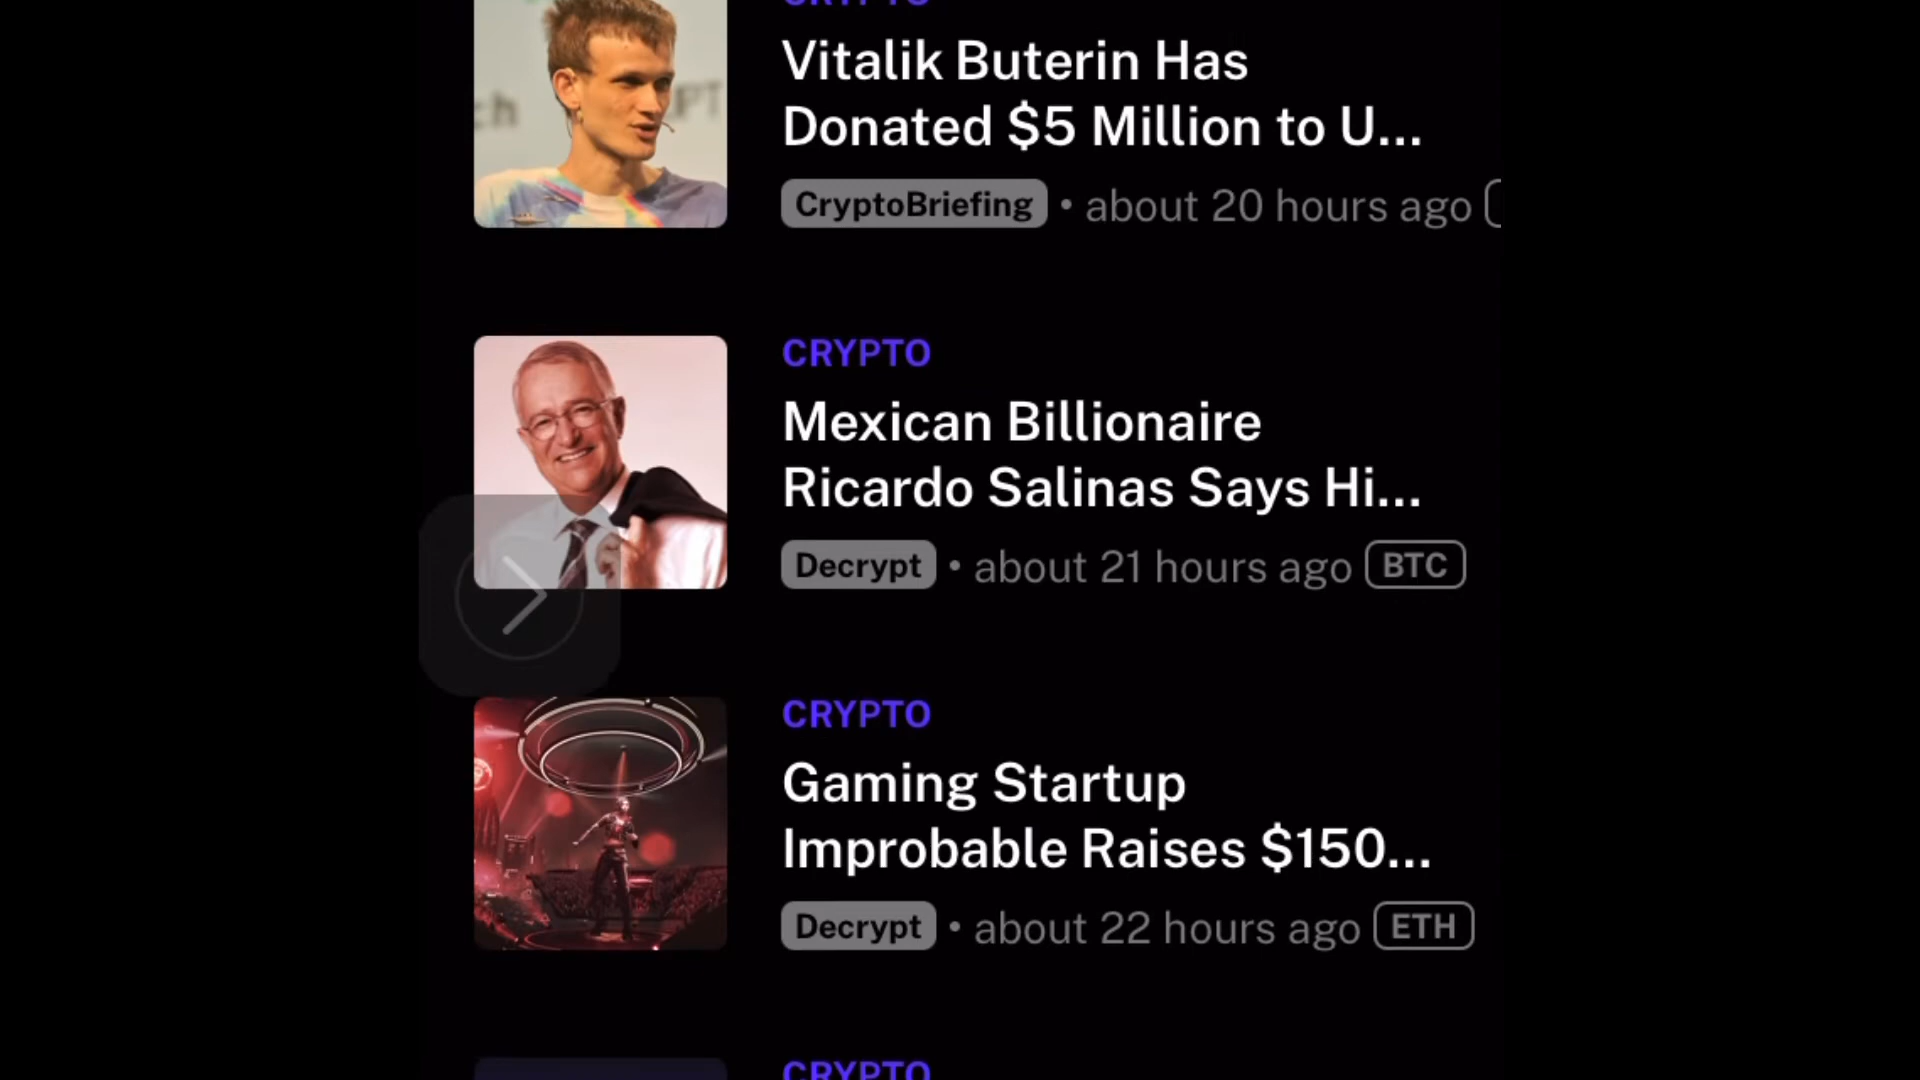 CRYPTO
Vitalik Buterin Has
Donated $5 Million to U...
CryptoBriefing • about 20 hours ago
CRYPTO
Mexican Billionaire
Ricardo Salinas Says Hi...
Decrypt • about 21 hours ago BTC
CRYPTO
Gaming Startup
Improbable Raises $150...
Decrypt • about 22 hours ago ETH
CRYPTO